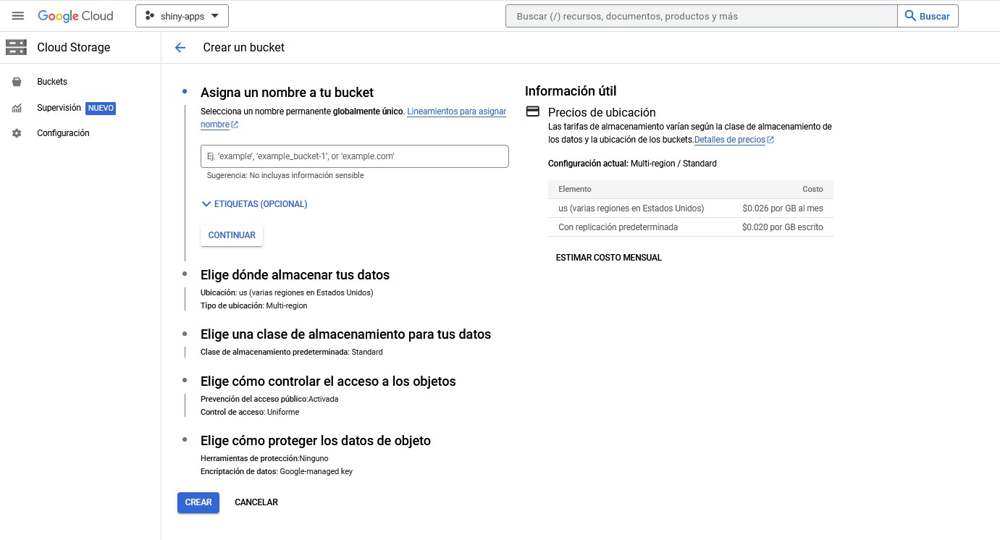 Google Cloud
shiny-apps
Buscar (/) recursos, documentos, productos y más
Buscar
Cloud Storage
Crear un bucket
Buckets
Supervisión NUEVO
Configuración
Asigna un nombre a tu bucket
Selecciona un nombre permanente globalmente único. Lineamientos para asignar
nombre
Ej. ‘example’, ‘example_bucket-1’, or ‘example.com’
Sugerencia: No incluyas información sensible
ETIQUETAS (OPCIONAL)
CONTINUAR
Elige dónde almacenar tus datos
Ubicación: us (varias regiones en Estados Unidos)
Tipo de ubicación: Multi-region
Elige una clase de almacenamiento para tus datos
Clase de almacenamiento predeterminada: Standard
Elige cómo controlar el acceso a los objetos
Prevención del acceso público:Activada
Control de acceso: Uniforme
Elige cómo proteger los datos de objeto
Herramientas de protección:Ninguno
Encriptación de datos: Google-managed key
CREAR
CANCELAR
Información útil
Precios de ubicación
Las tarifas de almacenamiento varían según la clase de almacenamiento de
los datos y la ubicación de los buckets.Detalles de precios
Configuración actual: Multi-region / Standard
Elemento Costo
us (varias regiones en Estados Unidos) $0.026 por GB al mes
Con replicación predeterminada $0.020 por GB escrito
ESTIMAR COSTO MENSUAL